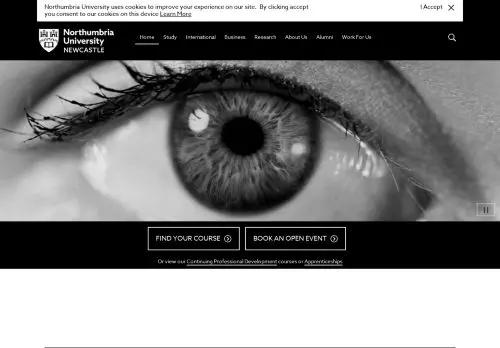 Northumbria University uses cookies to improve your experience on our site. By clicking accept
you consent to our cookies on this device Learn More
I Accept
Northumbria
University
NEWCASTLE
Home
Study
International
Business
Research
About Us
Alumni
Work For Us
FIND YOUR COURSE
BOOK AN OPEN EVENT
Or view our Continuing Professional Development courses or Apprenticeships